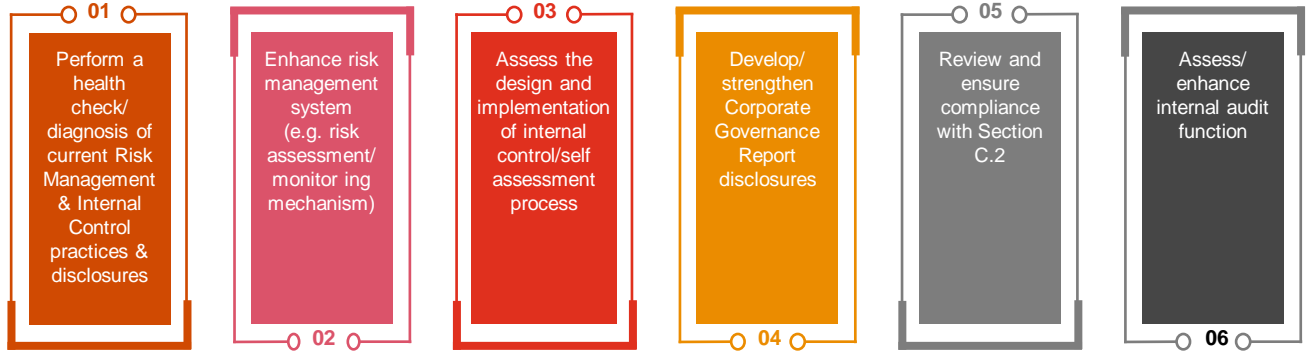 01
Perform a
health
check/
diagnosis of
current Risk
Management
& Internal
Control
practices &
disclosures
Enhance risk
management
system
(e.g. risk
assessment/
monitor ing
mechanism)
02
03
Assess the
design and
implementation
of internal
control/self
assessment
process
Develop/
strengthen
Corporate
Governance
Report
disclosures
04
05
Review and
ensure
compliance
with Section
C.2
Assess/
enhance
internal audit
function
06